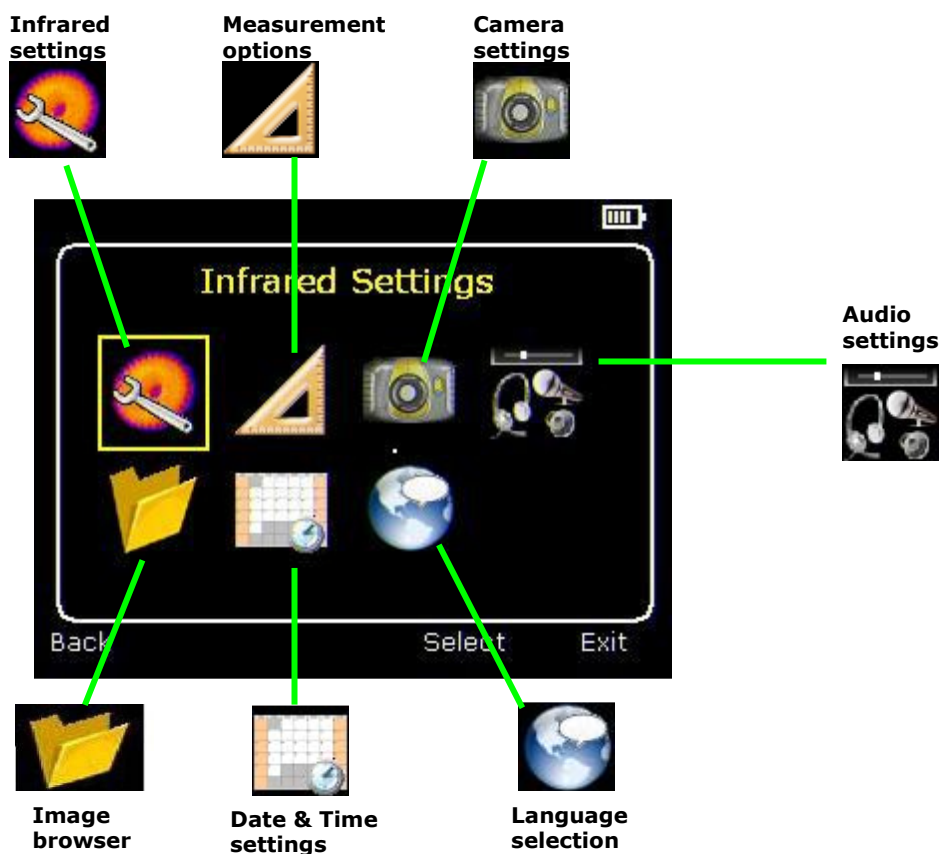 Infrared
settings
Measurement
options
Camera
settings
Infrared Settings
Audio
settings
Back
Select
Exit
Image
browser
Date & Time
settings
Language
selection